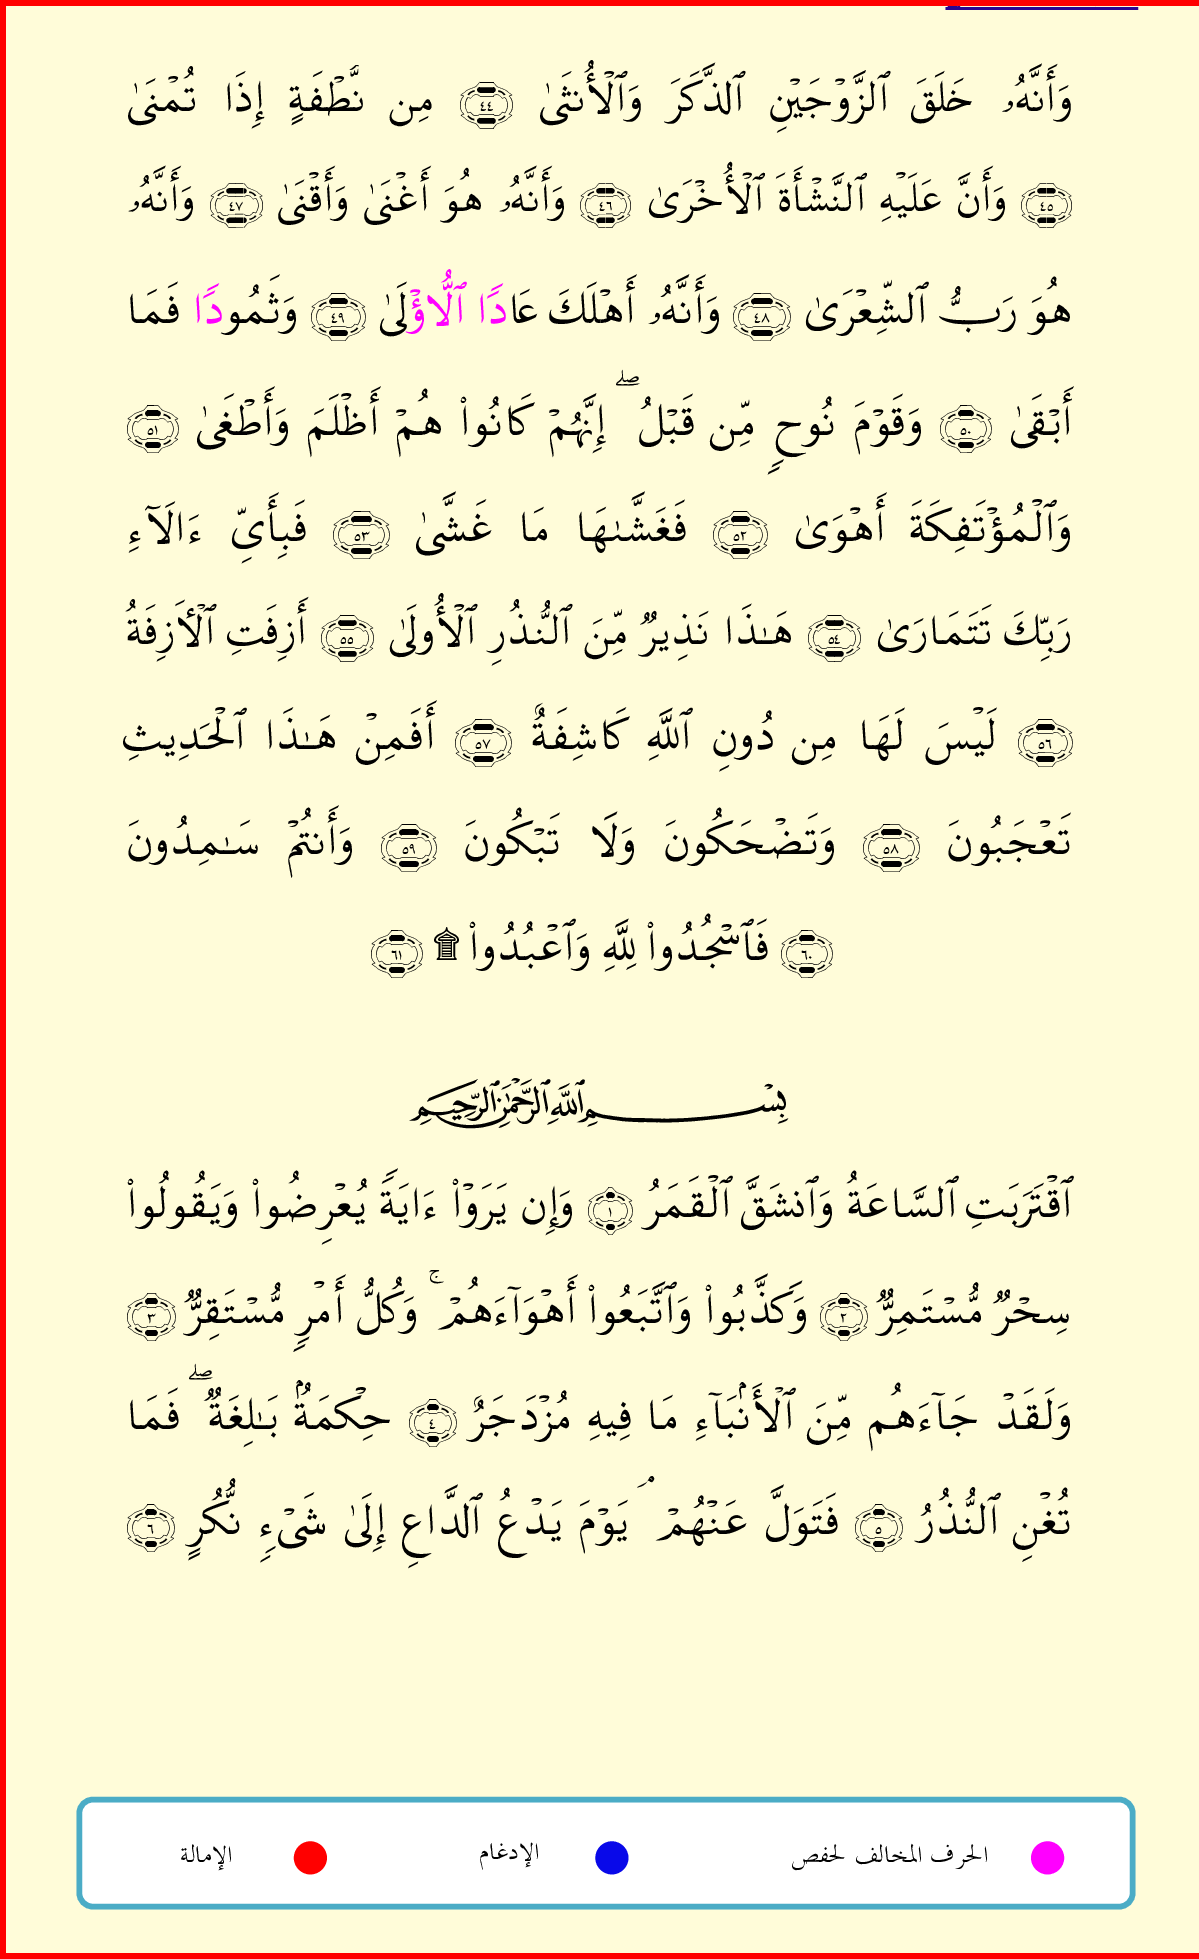 وَأَنَّهُۥ خَلَقَ ٱلزَّوۡجَيۡنِ ٱلذَّكَرَ وَٱلۡأُنثَىٰ ٤٤ مِن نُّطۡفَةٍ إِذَا تُمۡنَىٰ
٤٥ وَأَنَّ عَلَيۡهِ ٱلنَّشۡأَةَ ٱلۡأُخۡرَىٰ ٤٦ وَأَنَّهُۥ هُوَ أَغۡنَىٰ وَأَقۡنَىٰ ٤٧ وَأَنَّهُۥ
هُوَ رَبُّ ٱلشِّعۡرَىٰ ٤٨ وَأَنَّهُۥ أَهۡلَكَ عَادًا ٱلُّاؤۡلَىٰ ٤٩ وَثَمُودًا فَمَا
أَبۡقَىٰ ٥٠ وَقَوۡمَ نُوحٍ مِّن قَبۡلُۖ إِنَّهُمۡ كَانُواْ هُمۡ أَظۡلَمَ وَأَطۡغَىٰ ٥١
وَٱلۡمُؤۡتَفِكَةَ أَهۡوَىٰ ٥٢ فَغَشَّىٰهَا مَا غَشَّىٰ ٥٣ فَبِأَيِّ ءَالَآءِ
رَبِّكَ تَتَمَارَىٰ ٥٤ هَـٰذَا نَذِيرٌ مِّنَ ٱلنُّذُرِ ٱلۡأُولَىٰ ٥٥ أَزِفَتِ ٱلۡأٓزِفَةُ
٥٦ لَيۡسَ لَهَا مِن دُونِ ٱللَّهِ كَاشِفَةٌ ٥٧ أَفَمِنۡ هَـٰذَا ٱلۡحَدِيثِ
تَعۡجَبُونَ ٥٨ وَتَضۡحَكُونَ وَلَا تَبۡكُونَ ٥٩ وَأَنتُمۡ سَـٰمِدُونَ
٦٠ فَٱسۡجُدُواْ لِلَّهِ وَٱعۡبُدُواْ ۩ ٦١
بِسۡمِ ٱللَّهِ ٱلرَّحۡمَٰنِ ٱلرَّحِيمِ
ٱقۡتَرَبَتِ ٱلسَّاعَةُ وَٱنشَقَّ ٱلۡقَمَرُ ١ وَإِن يَرَوۡاْ ءَايَةً يُعۡرِضُواْ وَيَقُولُواْ
سِحۡرٌ مُّسۡتَمِرٌّ ٢ وَكَذَّبُواْ وَٱتَّبَعُواْ أَهۡوَآءَهُمۡۚ وَكُلُّ أَمۡرٍ مُّسۡتَقِرٌّ ٣
وَلَقَدۡ جَآءَهُم مِّنَ ٱلۡأَنۢبَآءِ مَا فِيهِ مُزۡدَجَرٌ ٤ حِكۡمَةُۢ بَـٰلِغَةٌۖ فَمَا
تُغۡنِ ٱلنُّذُرُ ٥ فَتَوَلَّ عَنۡهُمۡۘ يَوۡمَ يَدۡعُ ٱلدَّاعِ إِلَىٰ شَيۡءٍ نُّكُرٍ ٦
الحرف المخالف لحفص الإدغام الإمالة